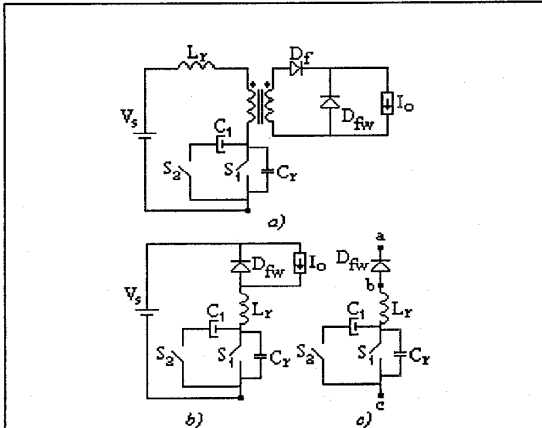 Lr
Df
Vs
C1
Dfw
Io
S2
S1
Cr
a)
a
Dfw
Io
Dfw
b
Vs
Lr
Lr
C1
C1
S2
S1
Cr
S2
S1
Cr
c
b)
c)